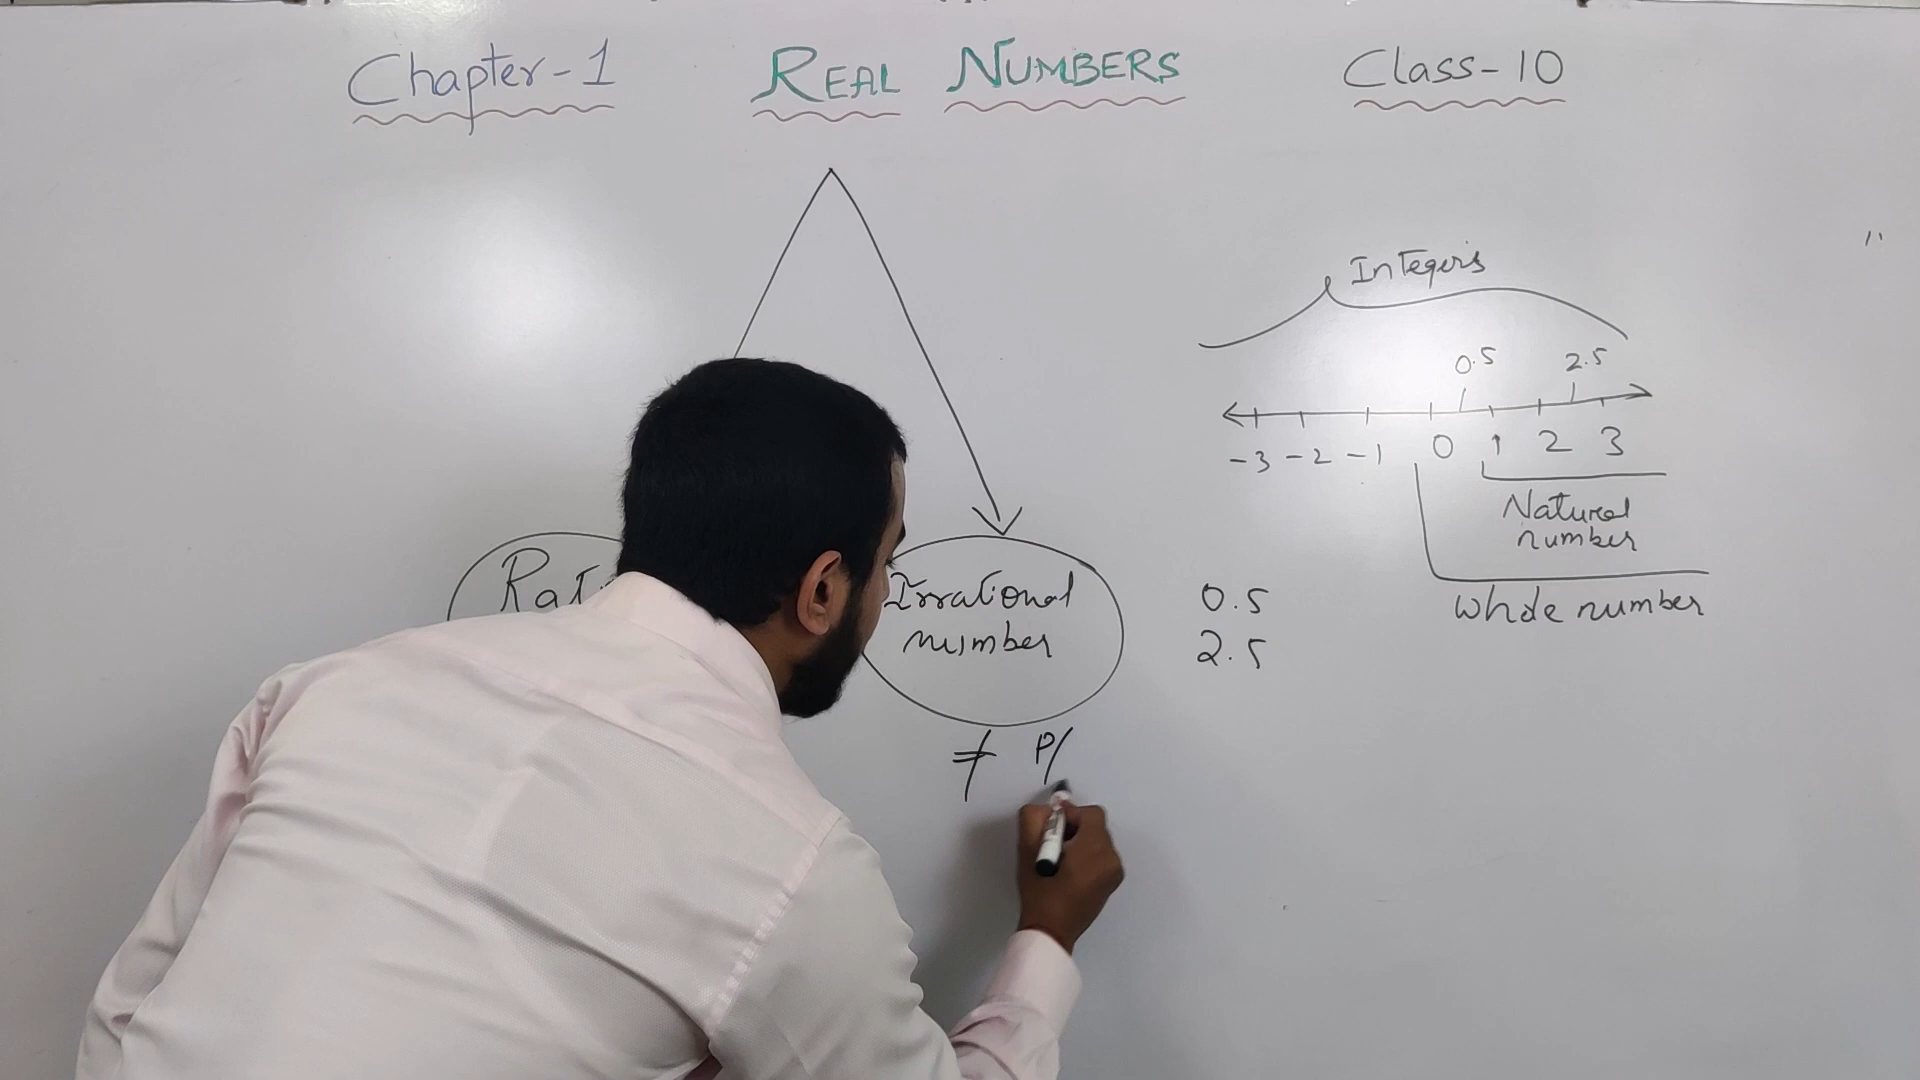 Chapter-1 REAL NUMBERS Class-10
Integers
0.5 2.5
-3 -2 -1 0 1 2 3
Natural
number
Whole number
Rat
Irrational
number
0.5
2.5
≠ P/